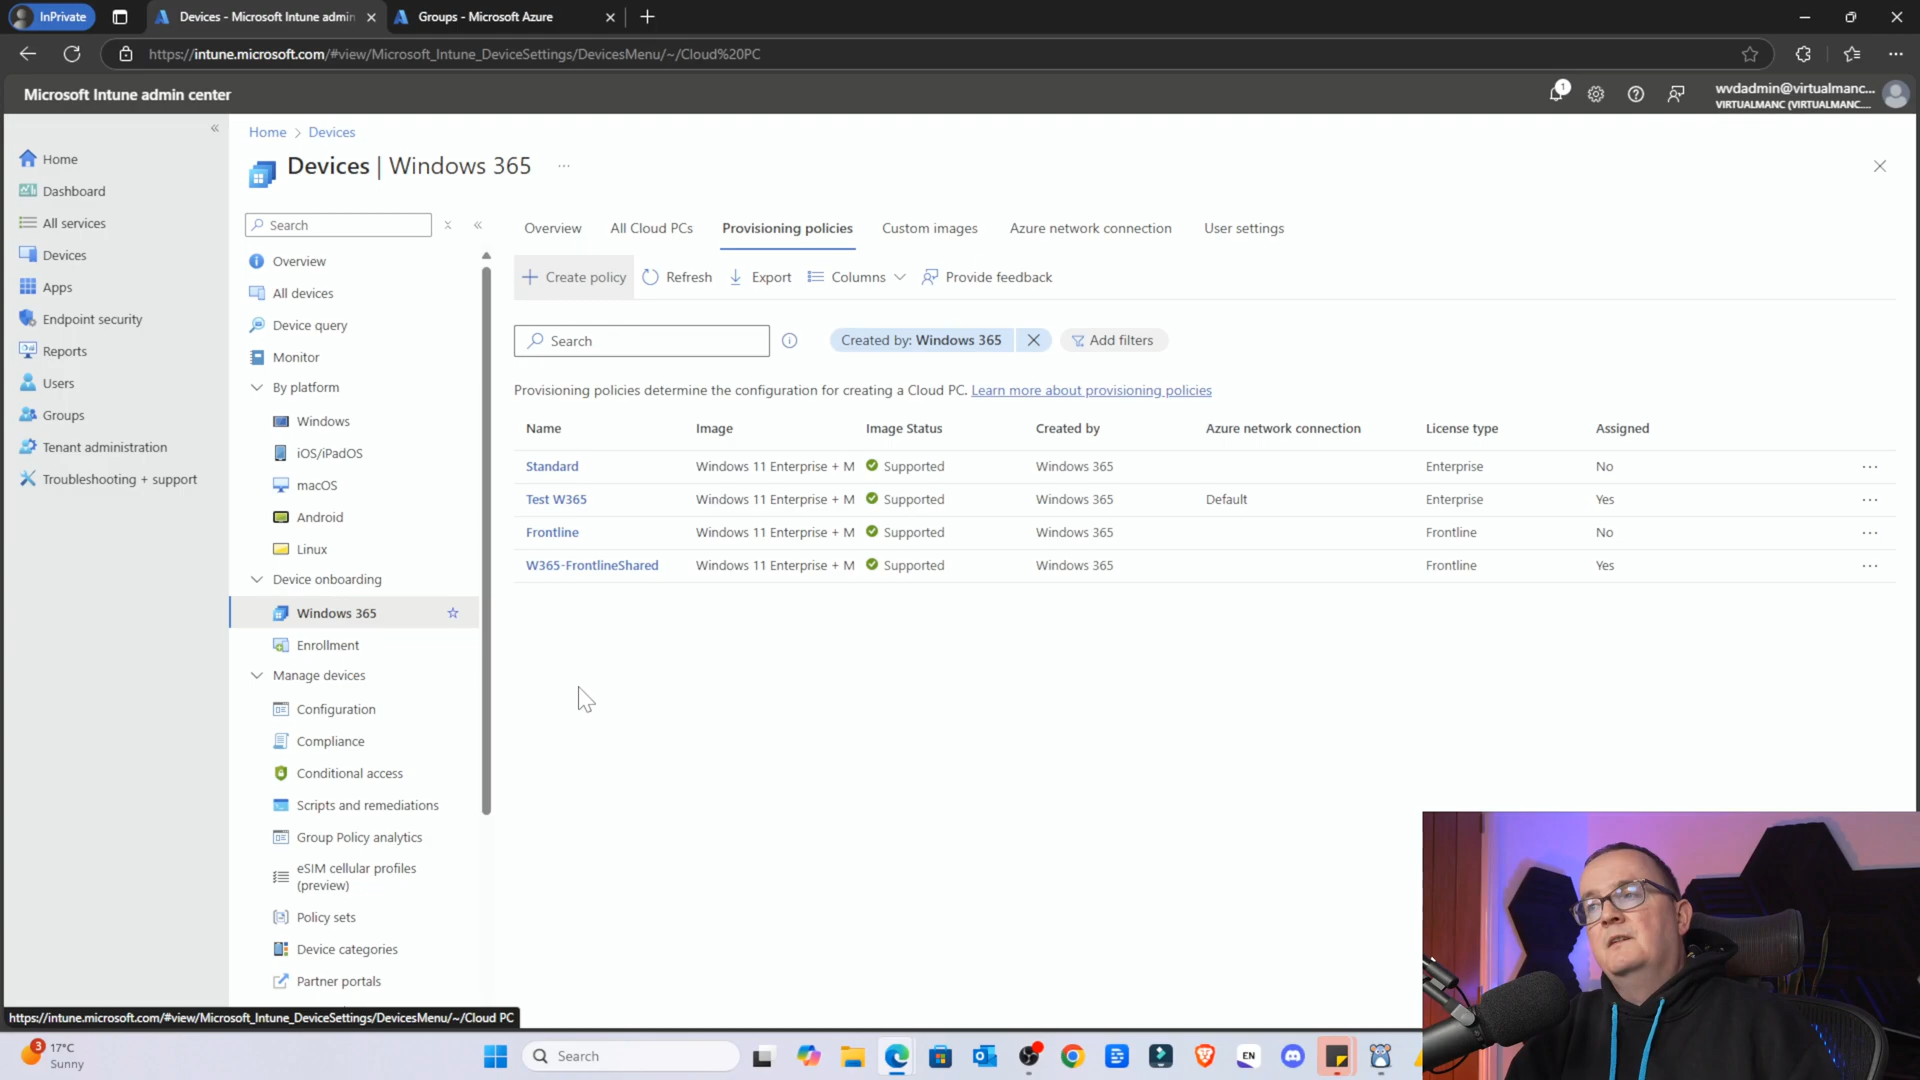 InPrivate
Devices - Microsoft Intune admin
Groups - Microsoft Azure
https://intune.microsoft.com/#view/Microsoft_Intune_DeviceSettings/DevicesMenu/~/Cloud%20PC
Microsoft Intune admin center
1
wvdadmin@virtualmanc...
VIRTUALMANC (VIRTUALMANC....
Home
Dashboard
All services
Devices
Apps
Endpoint security
Reports
Users
Groups
Tenant administration
Troubleshooting + support
Home > Devices
Devices | Windows 365
Search
Overview
All devices
Device query
Monitor
By platform
Windows
iOS/iPadOS
macOS
Android
Linux
Device onboarding
Windows 365
Enrollment
Manage devices
Configuration
Compliance
Conditional access
Scripts and remediations
Group Policy analytics
eSIM cellular profiles
(preview)
Policy sets
Device categories
Partner portals
Overview All Cloud PCs Provisioning policies Custom images Azure network connection User settings
Create policy Refresh Export Columns Provide feedback
Search Created by: Windows 365 Add filters
Provisioning policies determine the configuration for creating a Cloud PC. Learn more about provisioning policies
Name Image Image Status Created by Azure network connection License type Assigned
Standard Windows 11 Enterprise + M Supported Windows 365 Enterprise No
Test W365 Windows 11 Enterprise + M Supported Windows 365 Default Enterprise Yes
Frontline Windows 11 Enterprise + M Supported Windows 365 Frontline No
W365-FrontlineShared Windows 11 Enterprise + M Supported Windows 365 Frontline Yes
https://intune.microsoft.com/#view/Microsoft_Intune_DeviceSettings/DevicesMenu/~/Cloud PC
3
17°C
Sunny
Search
EN